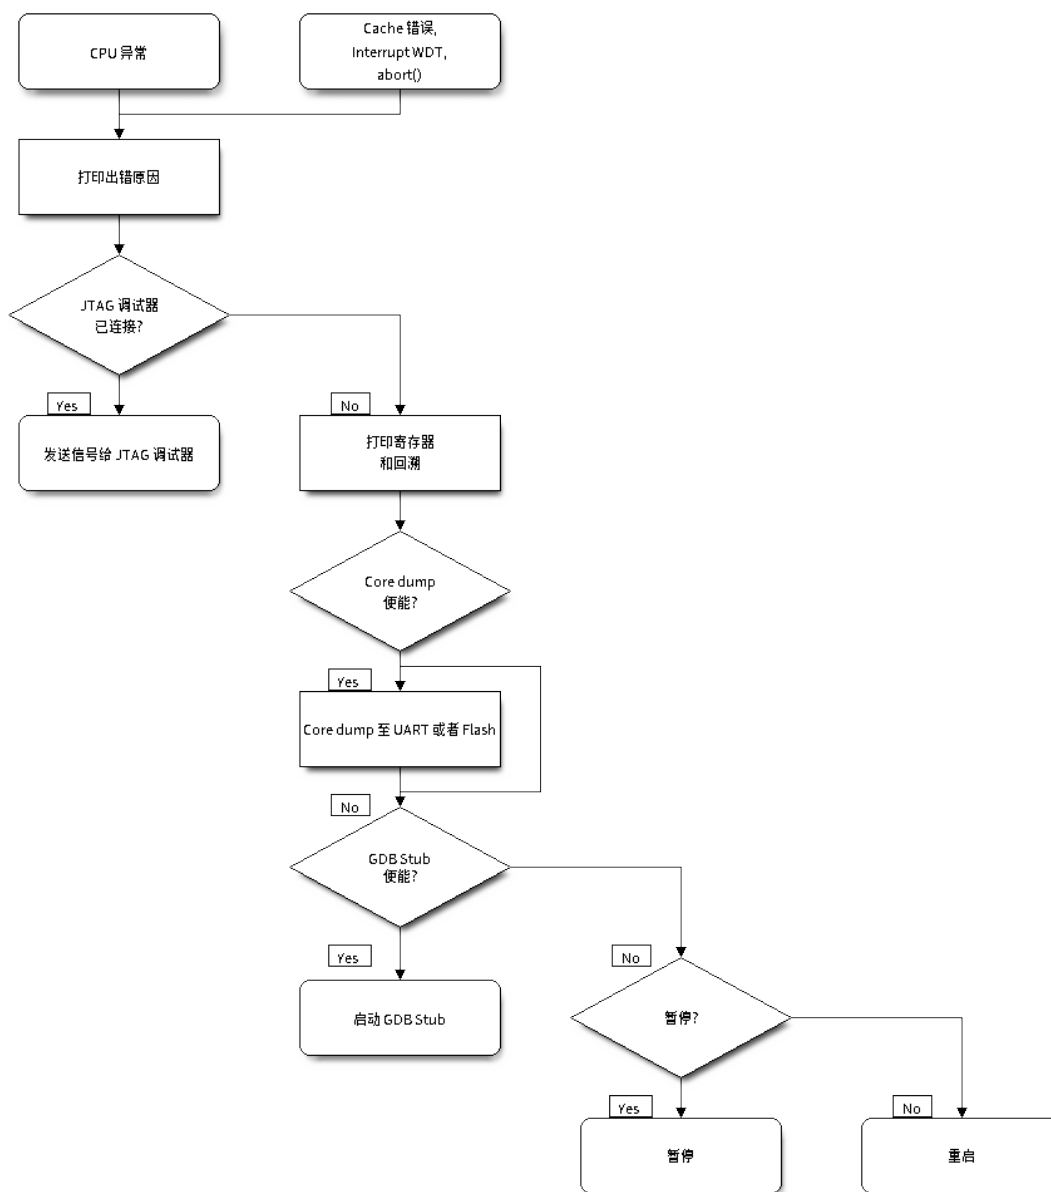 CPU 异常
Cache 错误,
Interrupt WDT,
abort()
打印出错原因
JTAG 调试器
已连接?
Yes
No
发送信号给 JTAG 调试器
打印寄存器
和回溯
Core dump
使能?
Yes
Core dump 至 UART 或者 Flash
No
GDB Stub
使能?
Yes
No
启动 GDB Stub
暂停?
Yes
No
暂停
重启